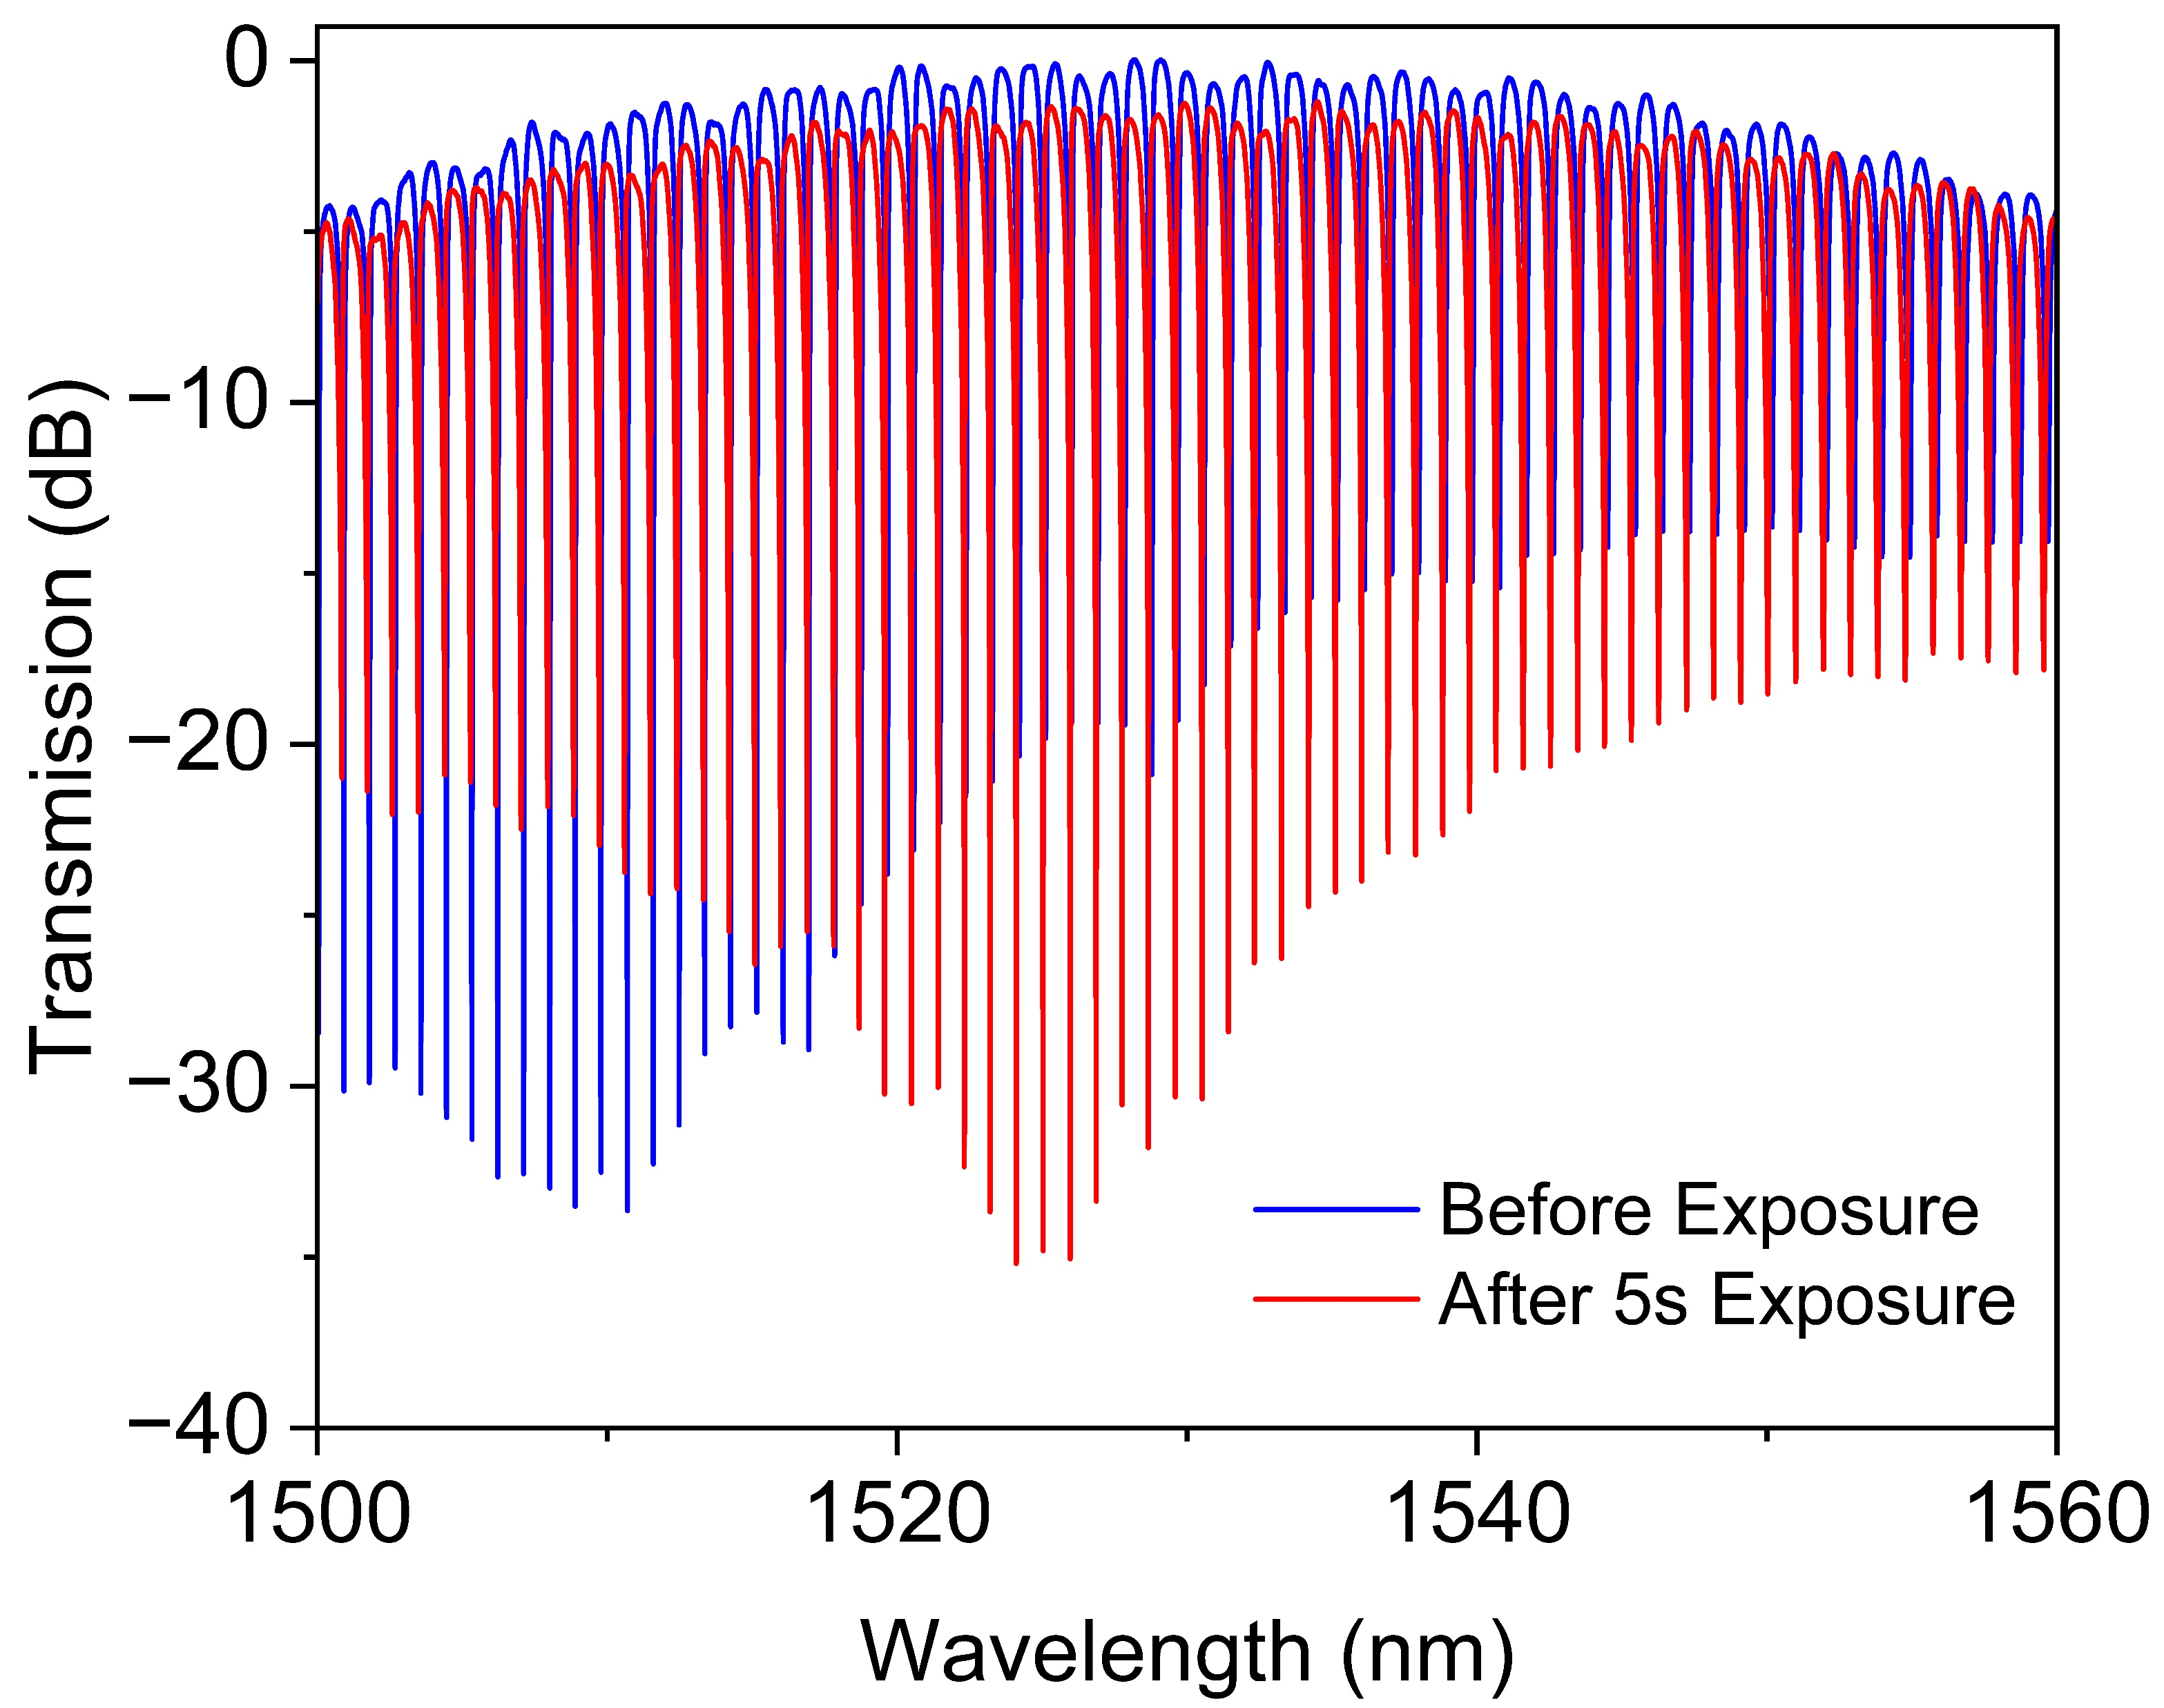 0
−10
−20
−30
−40
Transmission (dB)
Before Exposure
After 5s Exposure
1500 1520 1540 1560
Wavelength (nm)